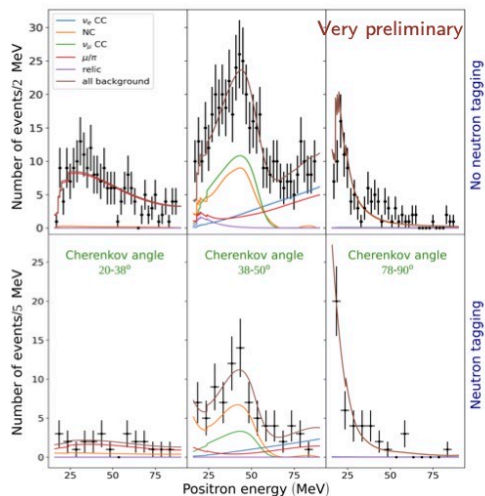 Very preliminary
ν_e CC
NC
ν_μ CC
μ/π
relic
all background
Number of events/2 MeV
30
25
20
15
10
5
0
No neutron tagging
Cherenkov angle
20-38°
Cherenkov angle
38-50°
Cherenkov angle
78-90°
Number of events/5 MeV
25
20
15
10
5
0
Neutron tagging
25 50 75 25 50 75 25 50 75
Positron energy (MeV)